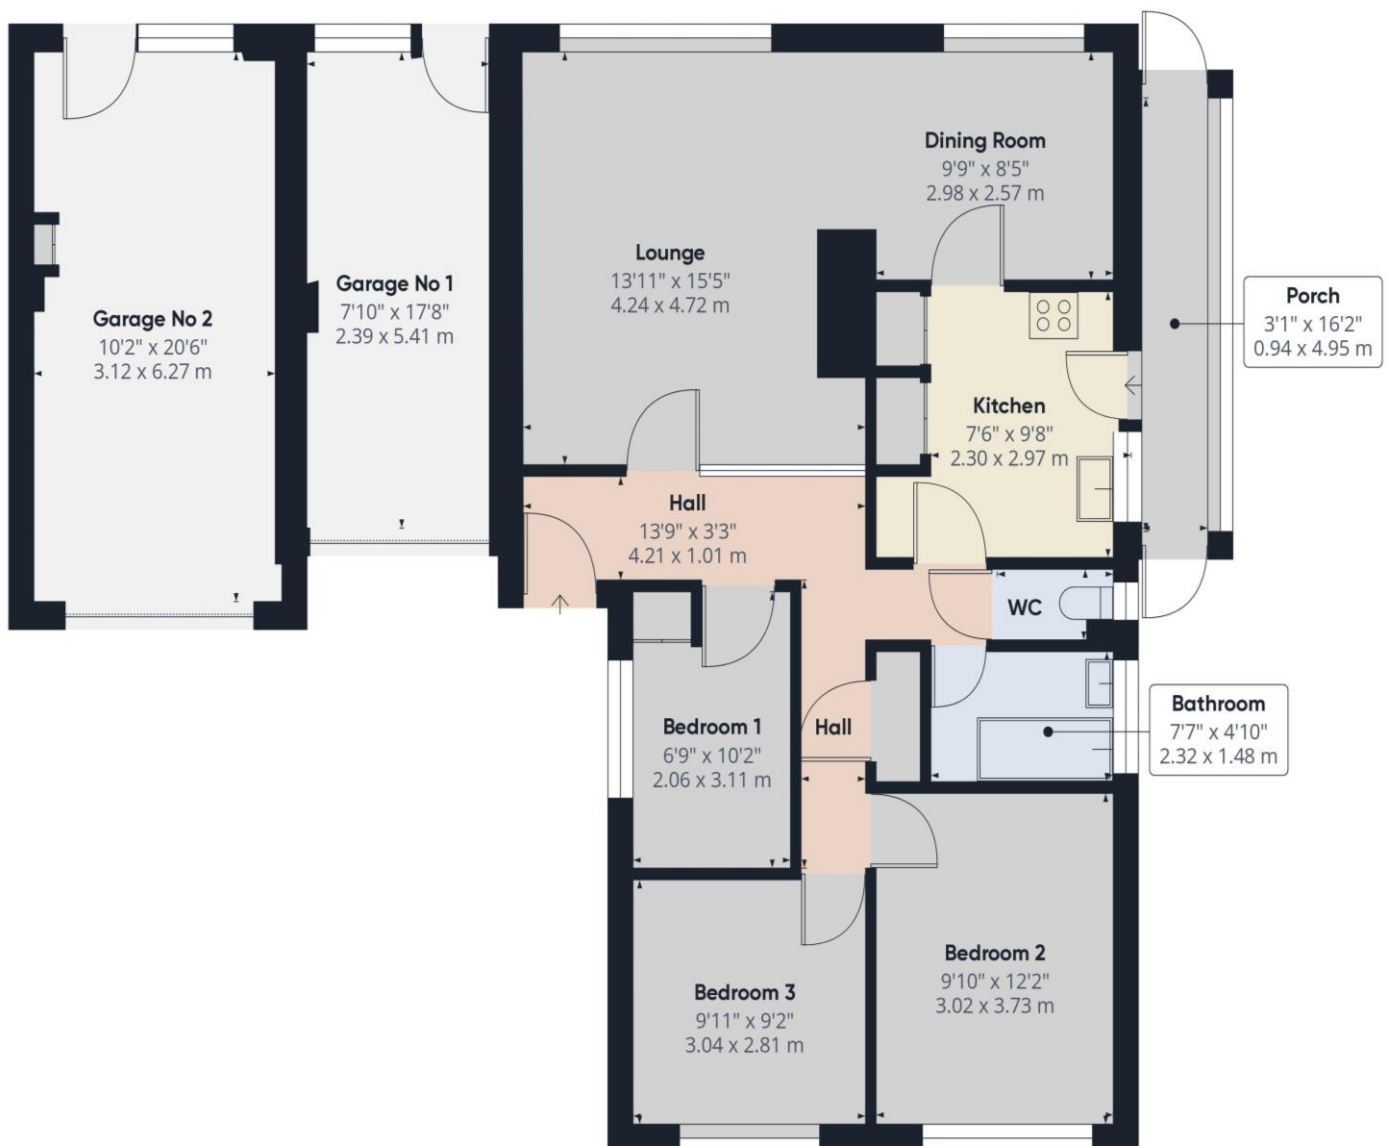 Dining Room
9'9" x 8'5"
2.98 x 2.57 m
Lounge
13'11" x 15'5"
4.24 x 4.72 m
Garage No 1
7'10" x 17'8"
2.39 x 5.41 m
Garage No 2
10'2" x 20'6"
3.12 x 6.27 m
Porch
3'1" x 16'2"
0.94 x 4.95 m
Kitchen
7'6" x 9'8"
2.30 x 2.97 m
Hall
13'9" x 3'3"
4.21 x 1.01 m
WC
Bathroom
7'7" x 4'10"
2.32 x 1.48 m
Bedroom 1
6'9" x 10'2"
2.06 x 3.11 m
Hall
Bedroom 2
9'10" x 12'2"
3.02 x 3.73 m
Bedroom 3
9'11" x 9'2"
3.04 x 2.81 m